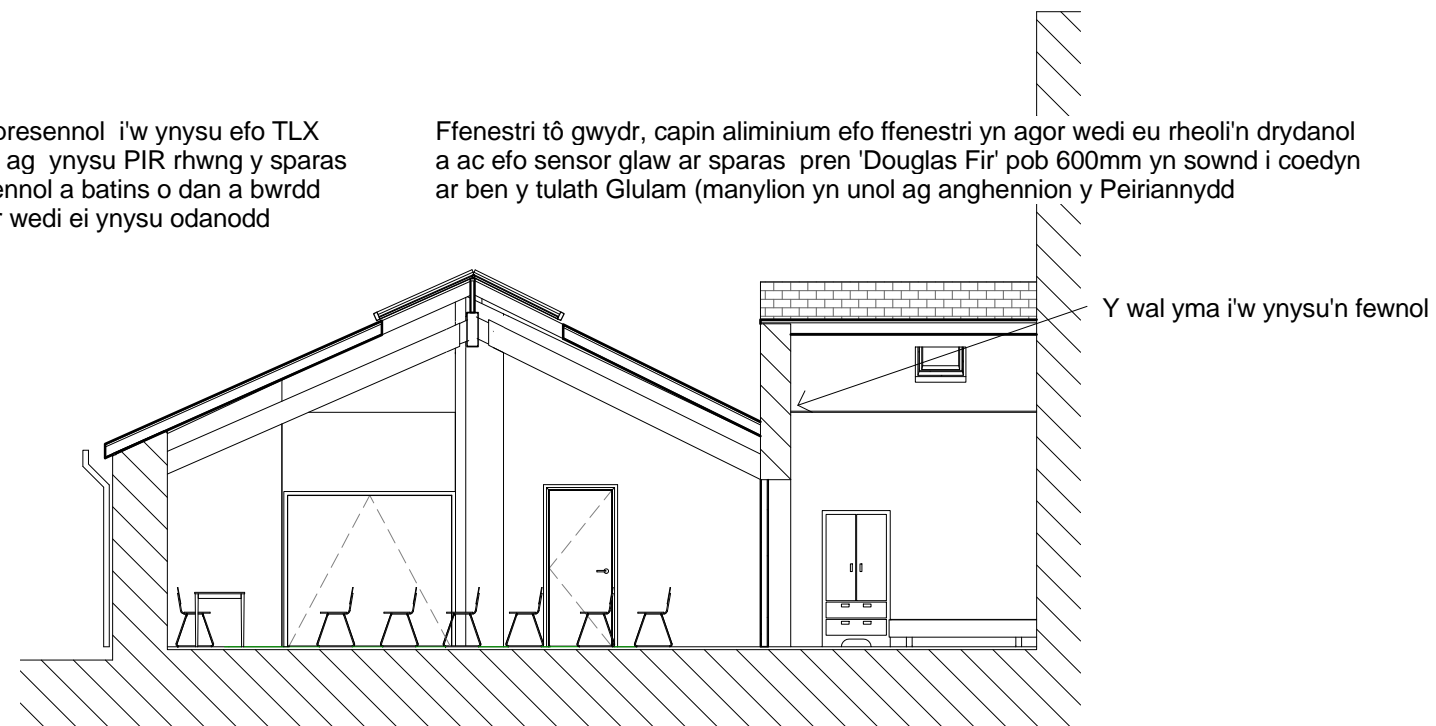 i'w ynysu efo TLX
ag ynysu PIR rhwng y sparas
a batins o dan a bwrdd
wedi ei ynysu odanodd
Ffenestri tô gwydr, capin aliminium efo ffenestri yn agor wedi eu rheoli'n drydanol
a ac efo sensor glaw ar sparas pren 'Douglas Fir' pob 600mm yn sownd i coedyn
ar ben y tulath Glulam (manylion yn unol ag anghennion y Peiriannydd
Y wal yma i'w ynysu'n fewnol